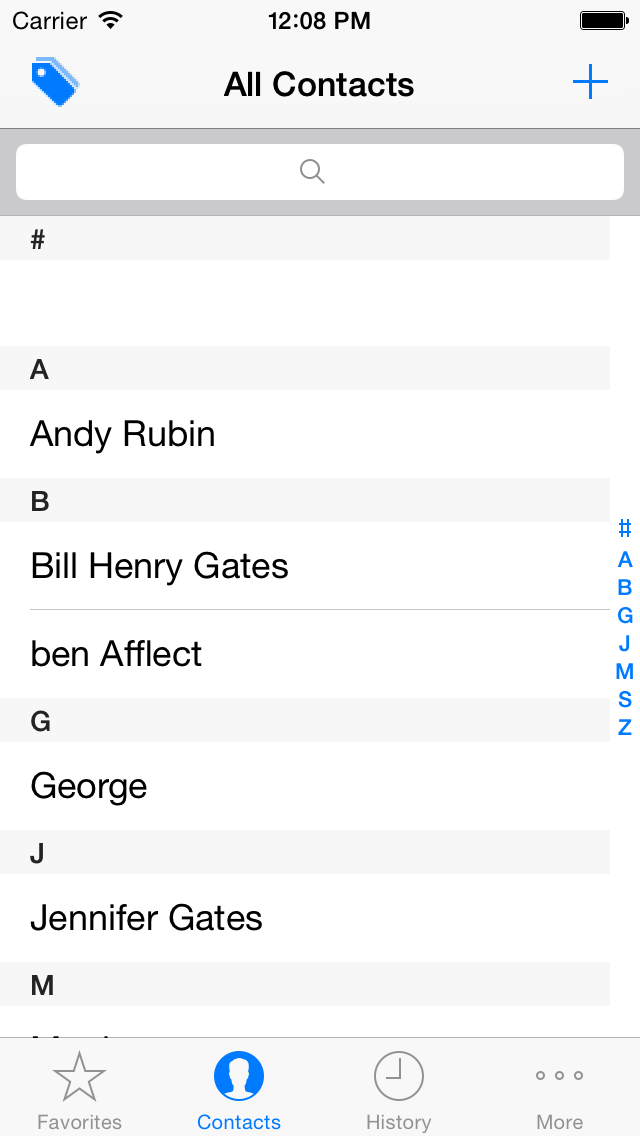 Carrier 12:08 PM
All Contacts
#
A
Andy Rubin
B
Bill Henry Gates
ben Afflect
G
George
J
Jennifer Gates
M
#
A
B
G
J
M
S
Z
Favorites Contacts History More